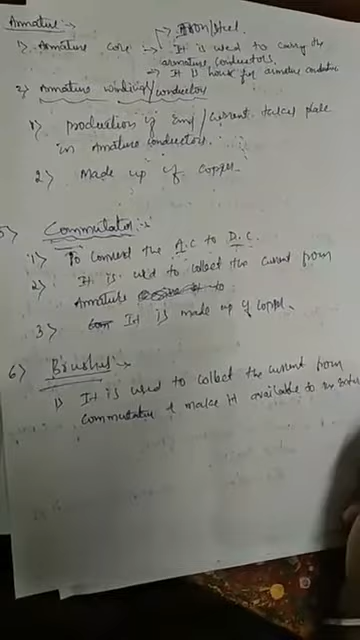 Armature :-
→ Iron/steel.
1) Armature core → It is used to carry the
armature conductors.
→ It is house for armature conductor
2) Armature winding/conductor
1) production of Emf/current takes place
in Armature conductors.
2) Made up of Copper.
5) Commutator :-
1) To convert the A.C to D.C.
2) It is used to collect the current from
Armature
3) It is made up of copper.
6) Brushes :-
1) It is used to collect the current from
commutator & make it available to